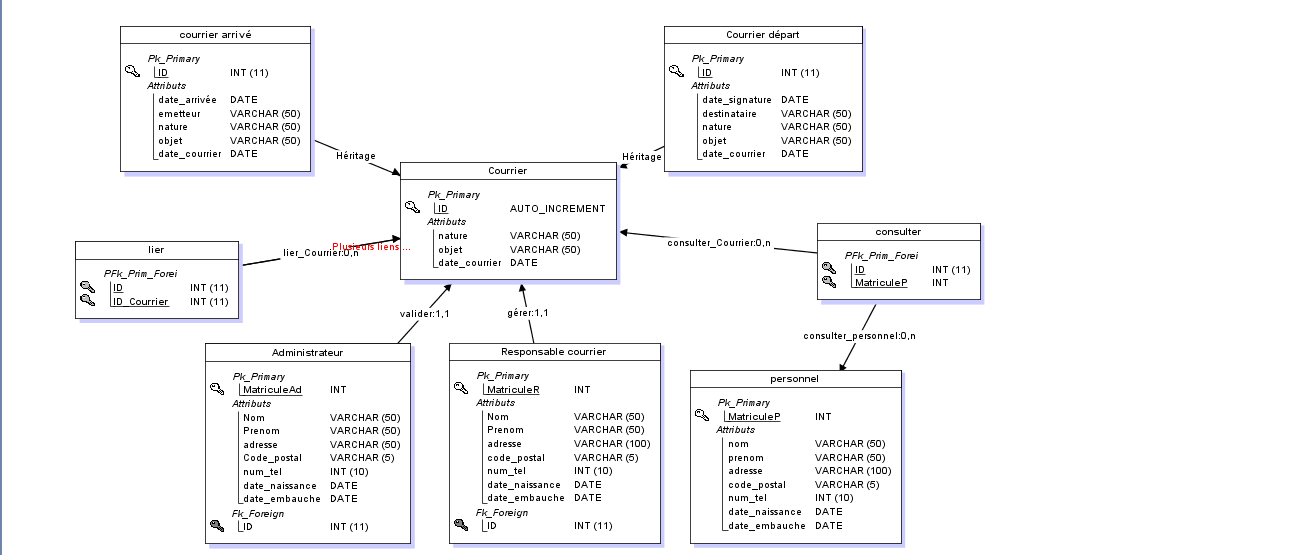 courrier arrivé
Pk_Primary
ID INT (11)
Attributs
date_arrivée DATE
emetteur VARCHAR (50)
nature VARCHAR (50)
objet VARCHAR (50)
date_courrier DATE
Courrier départ
Pk_Primary
ID INT (11)
Attributs
date_signature DATE
destinataire VARCHAR (50)
nature VARCHAR (50)
objet VARCHAR (50)
date_courrier DATE
Héritage
Héritage
Courrier
Pk_Primary
ID AUTO_INCREMENT
Attributs
nature VARCHAR (50)
objet VARCHAR (50)
date_courrier DATE
lier
PFk_Prim_Forei
ID INT (11)
ID_Courrier INT (11)
Plusieurs liens ...
lier_Courrier:0,n
consulter_Courrier:0,n
consulter
PFk_Prim_Forei
ID INT (11)
MatriculeP INT
valider:1,1
gérer:1,1
consulter_personnel:0,n
Administrateur
Pk_Primary
MatriculeAd INT
Attributs
Nom VARCHAR (50)
Prenom VARCHAR (50)
adresse VARCHAR (50)
Code_postal VARCHAR (5)
num_tel INT (10)
date_naissance DATE
date_embauche DATE
Fk_Foreign
ID INT (11)
Responsable courrier
Pk_Primary
MatriculeR INT
Attributs
Nom VARCHAR (50)
Prenom VARCHAR (50)
adresse VARCHAR (100)
code_postal VARCHAR (5)
num_tel INT (10)
date_naissance DATE
date_embauche DATE
Fk_Foreign
ID INT (11)
personnel
Pk_Primary
MatriculeP INT
Attributs
nom VARCHAR (50)
prenom VARCHAR (50)
adresse VARCHAR (100)
code_postal VARCHAR (5)
num_tel INT (10)
date_naissance DATE
date_embauche DATE